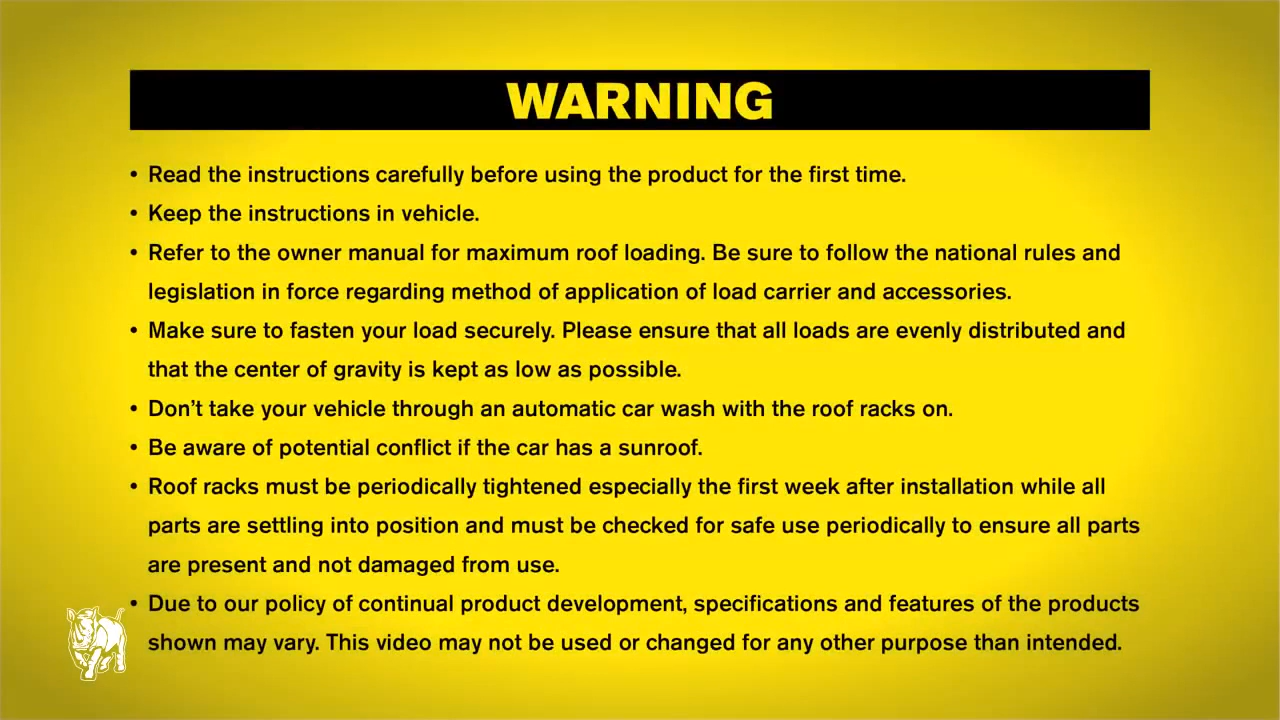 WARNING
• Read the instructions carefully before using the product for the first time.
• Keep the instructions in vehicle.
• Refer to the owner manual for maximum roof loading. Be sure to follow the national rules and
legislation in force regarding method of application of load carrier and accessories.
• Make sure to fasten your load securely. Please ensure that all loads are evenly distributed and
that the center of gravity is kept as low as possible.
• Don’t take your vehicle through an automatic car wash with the roof racks on.
• Be aware of potential conflict if the car has a sunroof.
• Roof racks must be periodically tightened especially the first week after installation while all
parts are settling into position and must be checked for safe use periodically to ensure all parts
are present and not damaged from use.
• Due to our policy of continual product development, specifications and features of the products
shown may vary. This video may not be used or changed for any other purpose than intended.